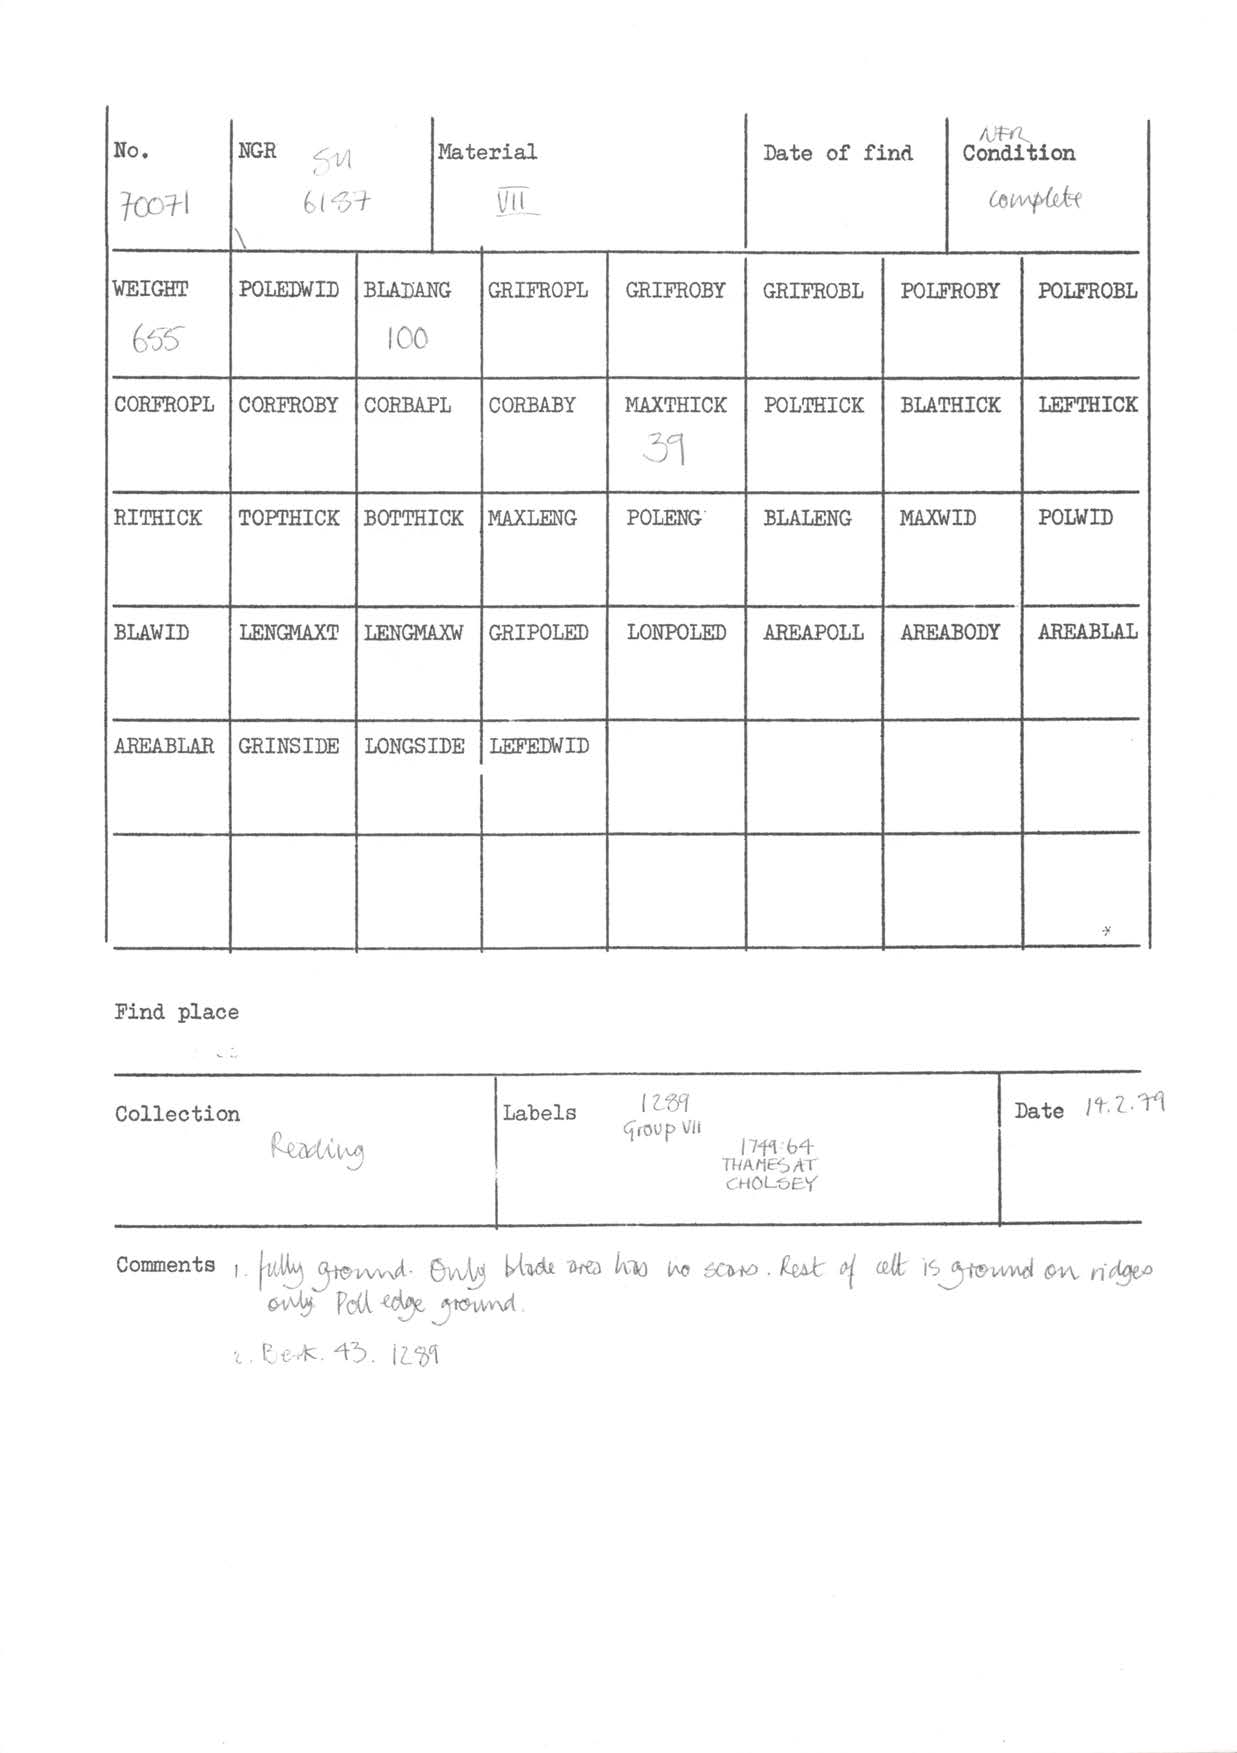 No. NGR SU Material Date of find NFR Condition
70071 6187 VII complete
WEIGHT POLEDWID BLADANG GRIFROPL GRIFROBY GRIFROBL POLFROBY POLFROBL
655 100
CORFROPL CORFROBY CORBAPL CORBABY MAXTHICK POLTHICK BLATHICK LEFTHICK
39
RITHICK TOPTHICK BOTTHICK MAXLENG POLENG BLALENG MAXWID POLWID
BLAWID LENGMAXT LENGMAXW GRIPOLED LONPOLED AREAPOLL AREABODY AREABLAL
AREABLAR GRINSIDE LONGSIDE LEFEDWID
Find place
Collection
Reading
Labels 1289
Group VII
1749:64
THAMES AT
CHOLSEY
Date 14.2.79
Comments 1. fully ground. Only blade area has no scars. Rest of celt is ground on ridges
only Poll edge ground.
2. Berk. 43. 1289